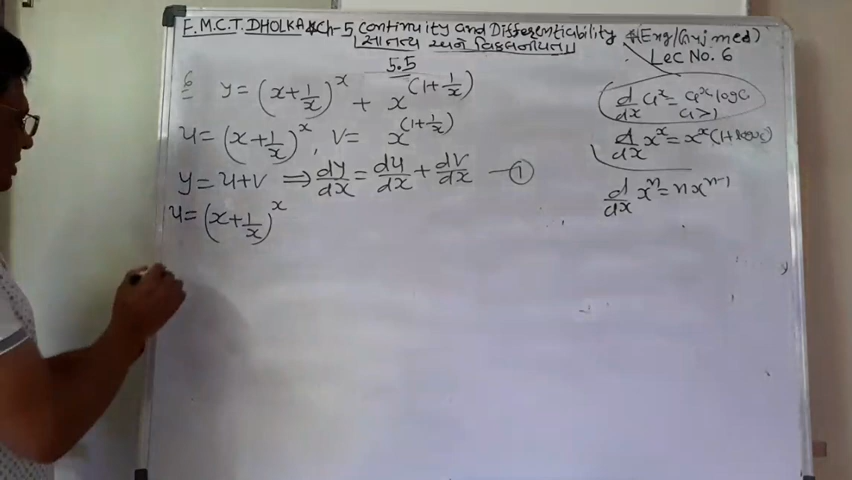 F.M.C.T. DHOLKA Ch-5 Continuity and Differentiability (Eng/Guj med)
સાતત્ય અને વિકલનીયતા
Lec No. 6
5.5
6 y = (x+1/x)^x + x^(1+1/x)
u = (x+1/x)^x, v = x^(1+1/x)
y = u+v ⇒ dy/dx = du/dx + dv/dx —①
u = (x+1/x)^x
d/dx a^x = a^x log a
a>1
d/dx x^x = x^x(1+log x)
d/dx x^n = n x^(n-1)